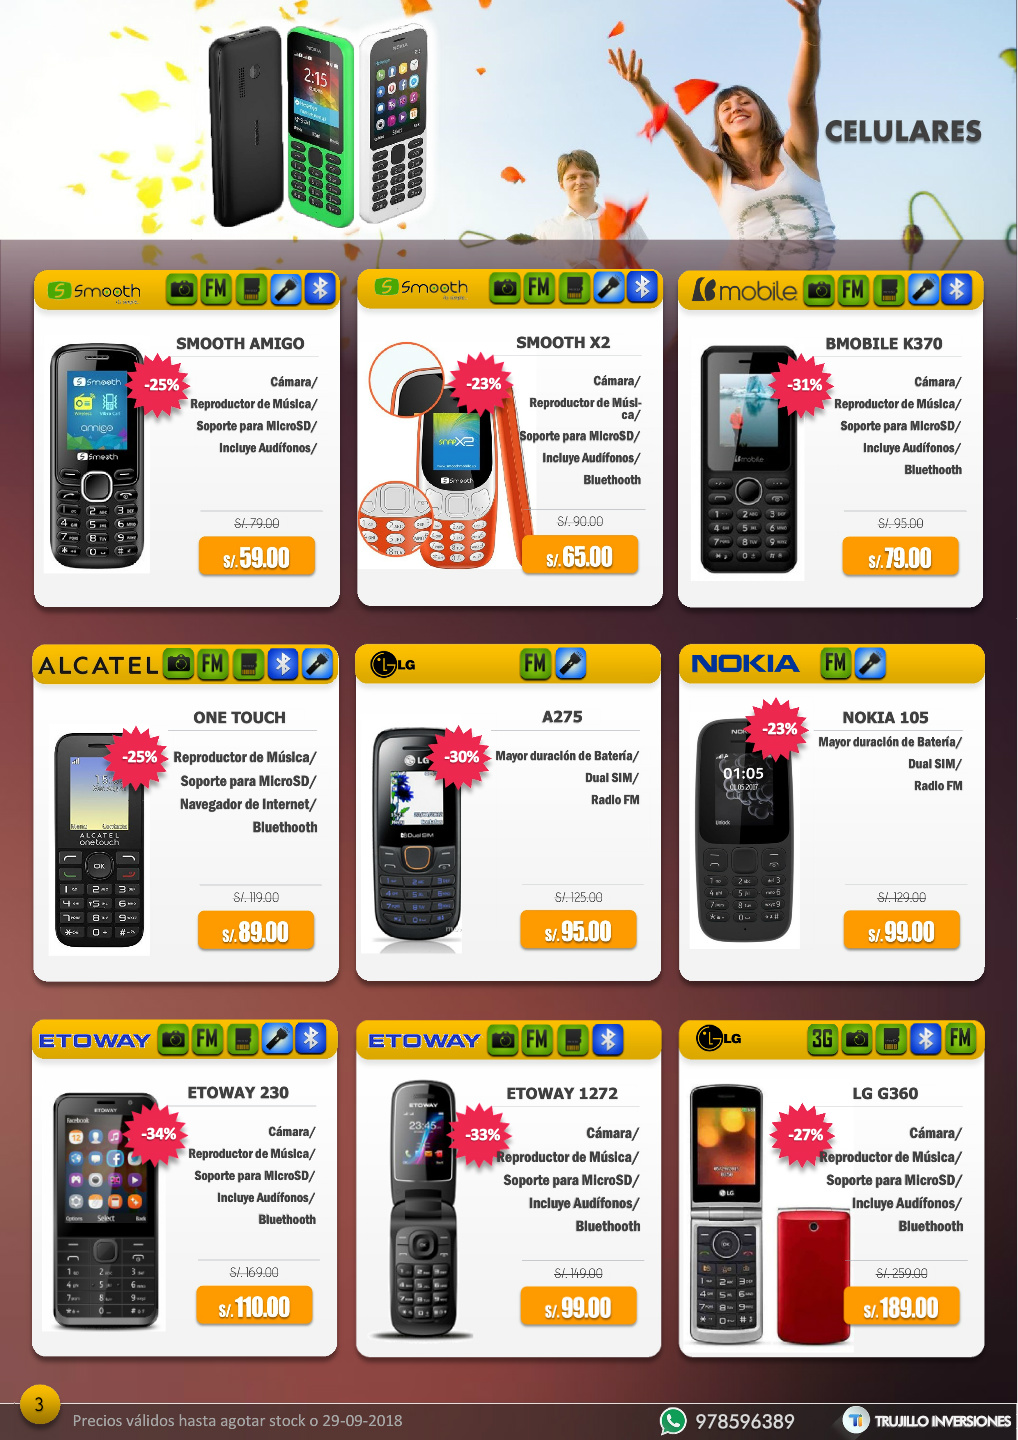 CELULARES
Smooth
FM
SMOOTH AMIGO
-25%
Cámara/
Reproductor de Música/
Soporte para MicroSD/
Incluye Audífonos/
S/. 79.00
S/. 59.00
Smooth
FM
SMOOTH X2
-23%
Cámara/
Reproductor de Músi-
ca/
Soporte para MicroSD/
Incluye Audífonos/
Bluethooth
S/. 90.00
S/. 65.00
Bmobile
FM
BMOBILE K370
-31%
Cámara/
Reproductor de Música/
Soporte para MicroSD/
Incluye Audífonos/
Bluethooth
S/. 95.00
S/. 79.00
ALCATEL
FM
ONE TOUCH
-25%
Reproductor de Música/
Soporte para MicroSD/
Navegador de Internet/
Bluethooth
S/. 119.00
S/. 89.00
LG
FM
A275
-30%
Mayor duración de Batería/
Dual SIM/
Radio FM
S/. 125.00
S/. 95.00
NOKIA
FM
NOKIA 105
-23%
Mayor duración de Batería/
Dual SIM/
Radio FM
S/. 129.00
S/. 99.00
ETOWAY
FM
ETOWAY 230
-34%
Cámara/
Reproductor de Música/
Soporte para MicroSD/
Incluye Audífonos/
Bluethooth
S/. 169.00
S/. 110.00
ETOWAY
FM
ETOWAY 1272
-33%
Cámara/
Reproductor de Música/
Soporte para MicroSD/
Incluye Audífonos/
Bluethooth
S/. 149.00
S/. 99.00
LG
3G
FM
LG G360
-27%
Cámara/
Reproductor de Música/
Soporte para MicroSD/
Incluye Audífonos/
Bluethooth
S/. 259.00
S/. 189.00
3
Precios válidos hasta agotar stock o 29-09-2018
978596389
TRUJILLO INVERSIONES